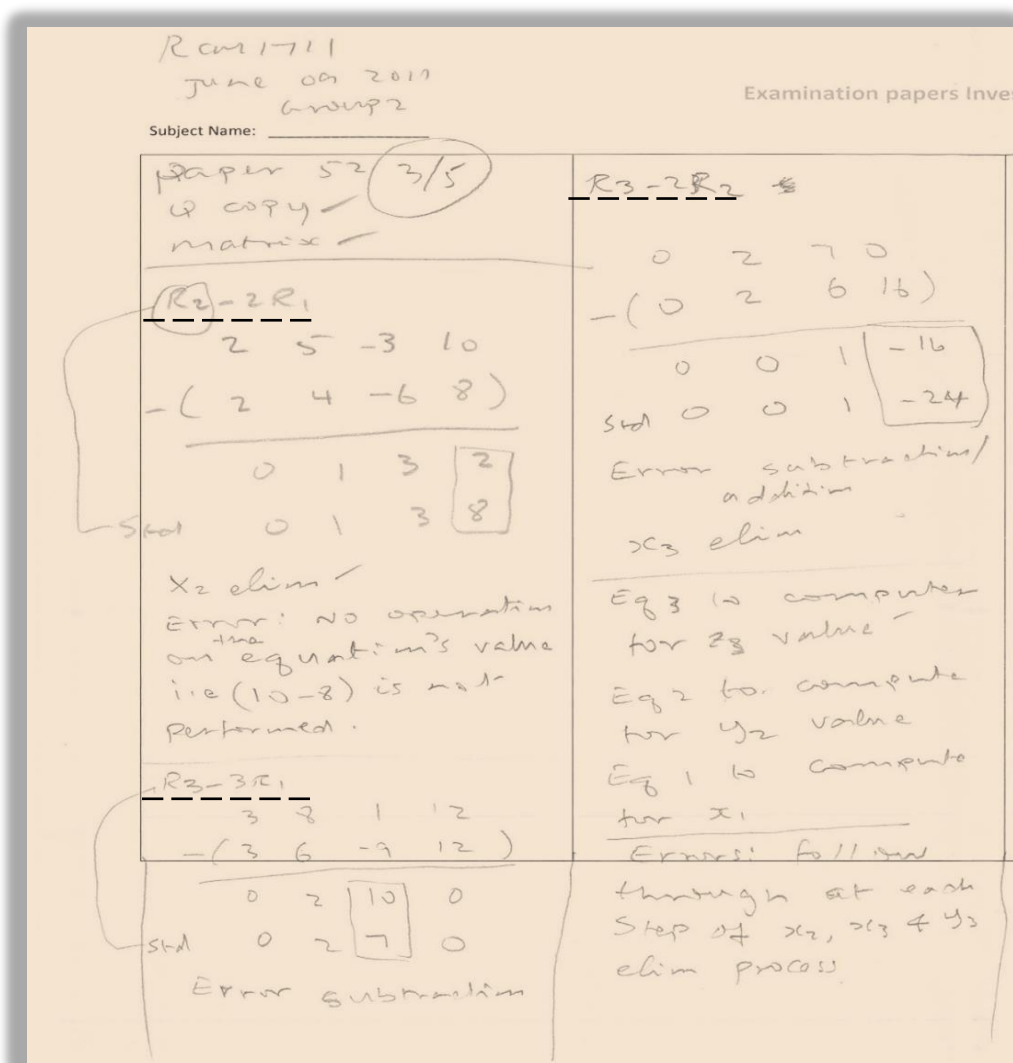 RCM1711
June 09 2011
Group 2
Examination papers Inves
Subject Name:
paper 52 3/5
Q copy ✓
matrix ✓
R2-2R1
2 5 -3 10
-( 2 4 -6 8 )
0 1 3 2
Std 0 1 3 8
X2 elim ✓
Error: No operation
on the equation's value
i.e (10-8) is not
performed.
R3-3R1
3 8 1 12
-( 3 6 -9 12 )
0 2 10 0
Std 0 2 7 0
Error subtraction
R3-2R2
0 2 7 0
-( 0 2 6 16 )
0 0 1 -16
Std 0 0 1 -24
Error subtraction/
addition
x3 elim
Eq 3 to computer
for z3 value
Eq 2 to compute
for y2 value
Eq 1 to compute
for x1
Errors: follow
through at each
step of x2, x3 & y3
elim process.